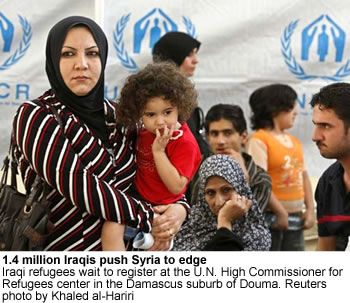 UNHCR
1.4 million Iraqis push Syria to edge
Iraqi refugees wait to register at the U.N. High Commissioner for
Refugees center in the Damascus suburb of Douma. Reuters
photo by Khaled al-Hariri